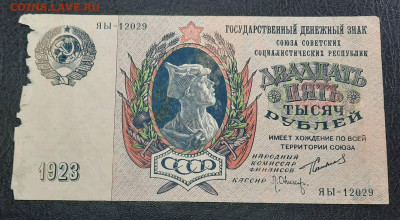 COINS.LAVE.RU
ЯЫ-12029
ГОСУДАРСТВЕННЫЙ ДЕНЕЖНЫЙ ЗНАК
СОЮЗА СОВЕТСКИХ
СОЦИАЛИСТИЧЕСКИХ РЕСПУБЛИК
ДВАДЦАТЬ
ПЯТЬ
ТЫСЯЧ
РУБЛЕЙ
ИМЕЕТ ХОЖДЕНИЕ ПО ВСЕЙ
ТЕРРИТОРИИ СОЮЗА
НАРОДНЫЙ
КОМИССАР
ФИНАНСОВ
КАССИР
1923
СССР
ЯЫ-12029